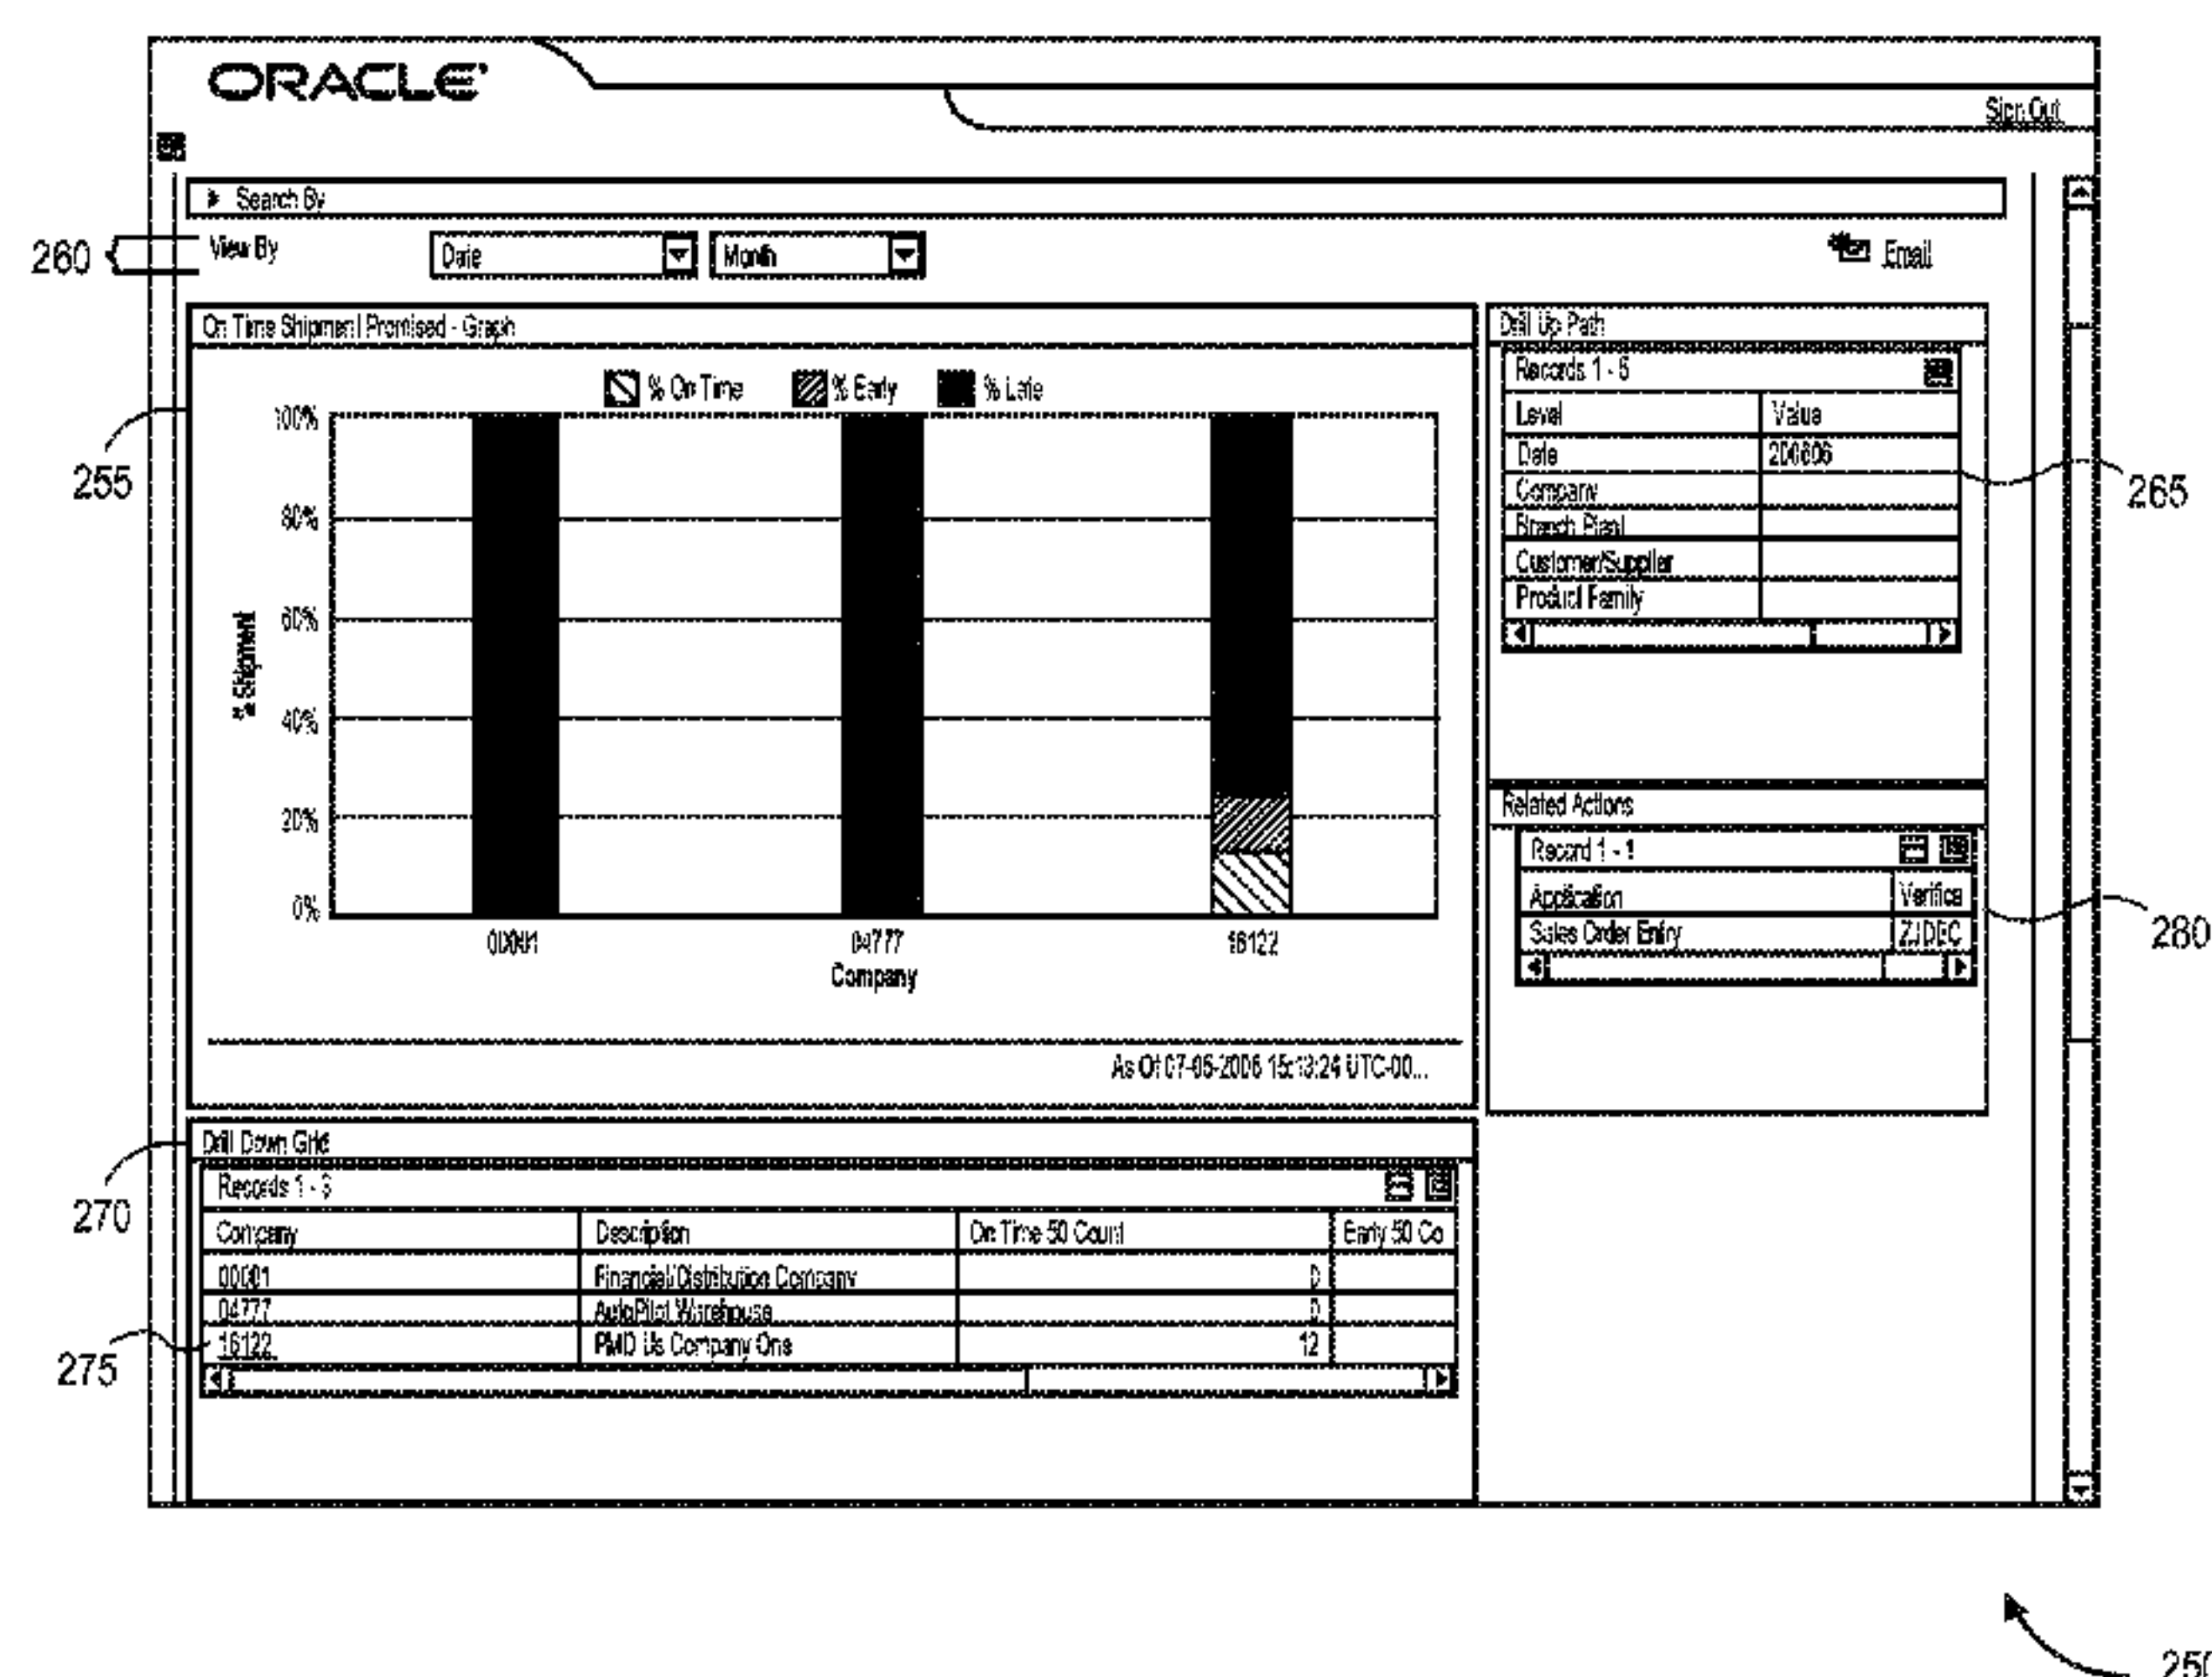 ORACLE
Sign Out
Search By
260
View By
Date
Month
Email
On Time Shipment Promised - Graph
% On Time
% Early
% Late
255
100%
80%
60%
40%
20%
0%
% Shipment
00001
04777
16122
Company
As Of 07-06-2006 15:13:24 UTC-00...
Drill Up Path
Records 1 - 5
Level
Value
Date
200606
Company
Branch Plant
Customer/Supplier
Product Family
265
Related Actions
Record 1 - 1
Application
Sales Order Entry
280
270
Drill Down Grid
Records 1 - 3
Company
Description
On Time 50 Count
Early 50 Co
00001
Financial/Distribution Company
0
04777
AutoPilot Warehouse
0
275
16122
PMD Us Company One
12
250